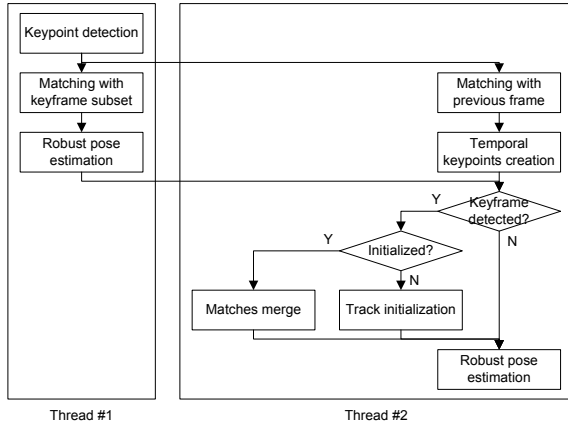 Keypoint detection
Matching with
keyframe subset
Robust pose
estimation
Matching with
previous frame
Temporal
keypoints creation
Keyframe
detected?
Y
N
Initialized?
Y
N
Matches merge
Track initialization
Robust pose
estimation
Thread #1
Thread #2